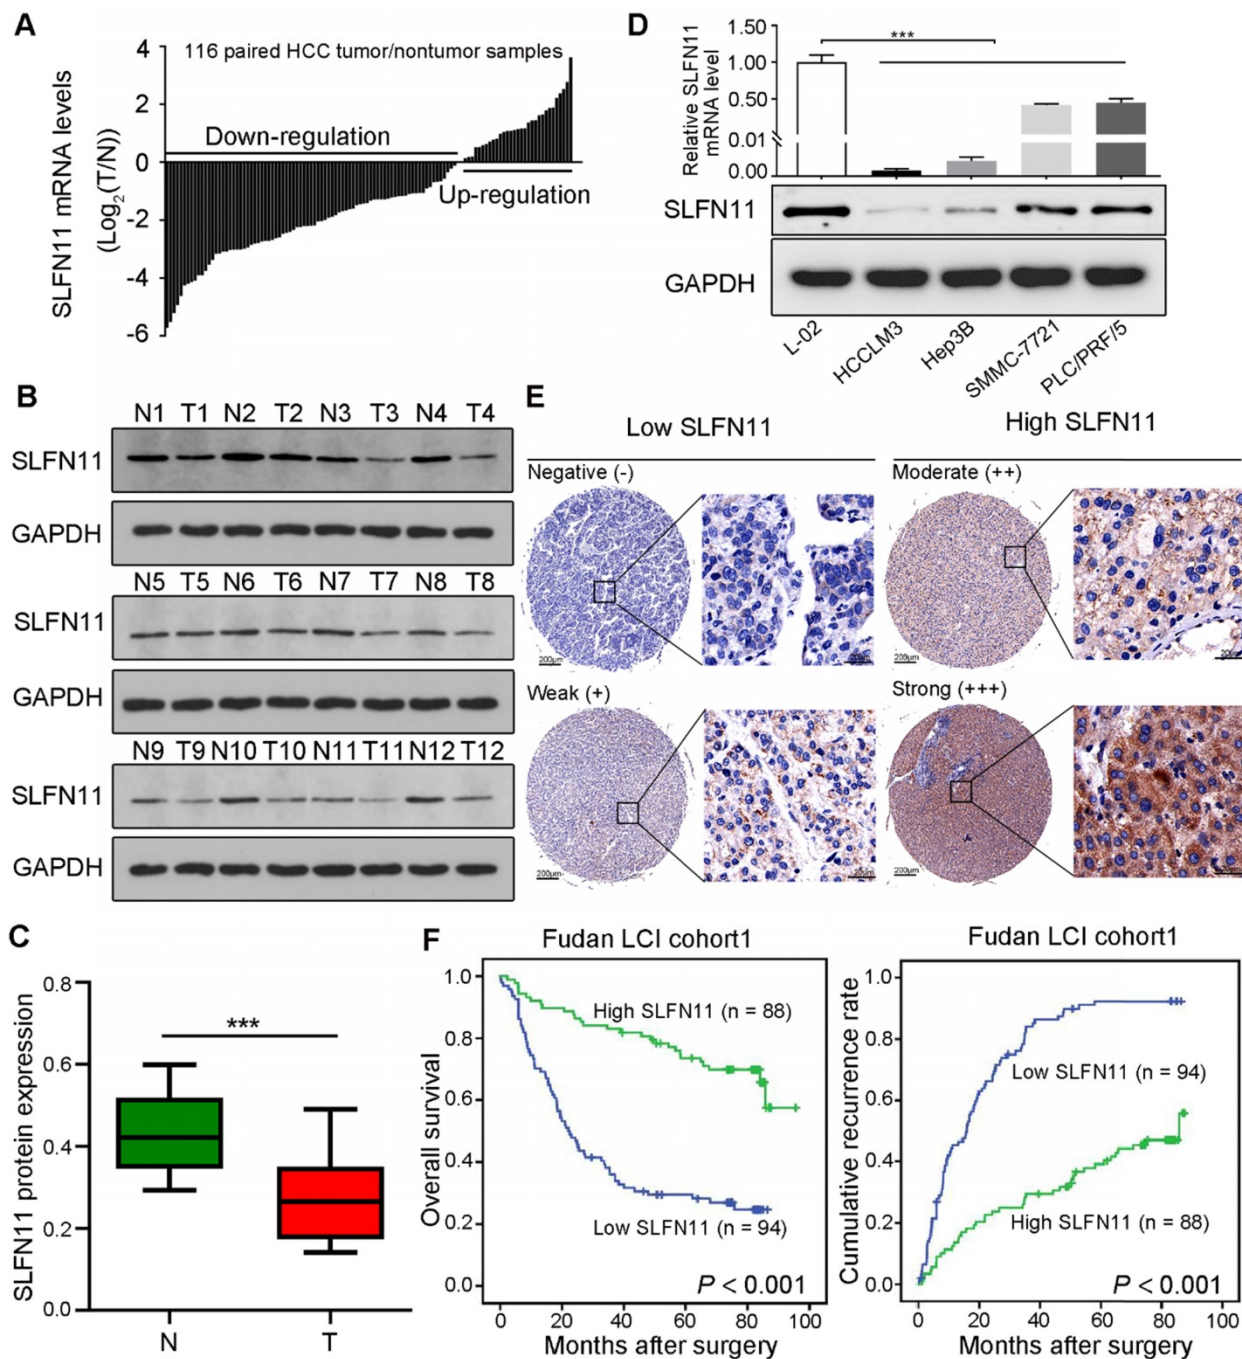 A
SLFN11 mRNA levels
(Log2(T/N))
4
2
0
-2
-4
-6
116 paired HCC tumor/nontumor samples
Down-regulation
Up-regulation
D
Relative SLFN11
mRNA level
1.50
1.00
0.50
0.01
0.00
***
SLFN11
GAPDH
L-02
HCCLM3
Hep3B
SMMC-7721
PLC/PRF/5
B
N1 T1 N2 T2 N3 T3 N4 T4
SLFN11
GAPDH
N5 T5 N6 T6 N7 T7 N8 T8
SLFN11
GAPDH
N9 T9 N10 T10 N11 T11 N12 T12
SLFN11
GAPDH
E
Low SLFN11
High SLFN11
Negative (-)
200μm
Moderate (++)
200μm
Weak (+)
200μm
Strong (+++)
200μm
C
SLFN11 protein expression
0.8
0.6
0.4
0.2
0.0
***
N
T
F
Fudan LCI cohort1
Overall survival
1.0
0.8
0.6
0.4
0.2
0.0
High SLFN11 (n = 88)
Low SLFN11 (n = 94)
P < 0.001
0 20 40 60 80 100
Months after surgery
Fudan LCI cohort1
Cumulative recurrence rate
1.0
0.8
0.6
0.4
0.2
0.0
Low SLFN11 (n = 94)
High SLFN11 (n = 88)
P < 0.001
0 20 40 60 80 100
Months after surgery